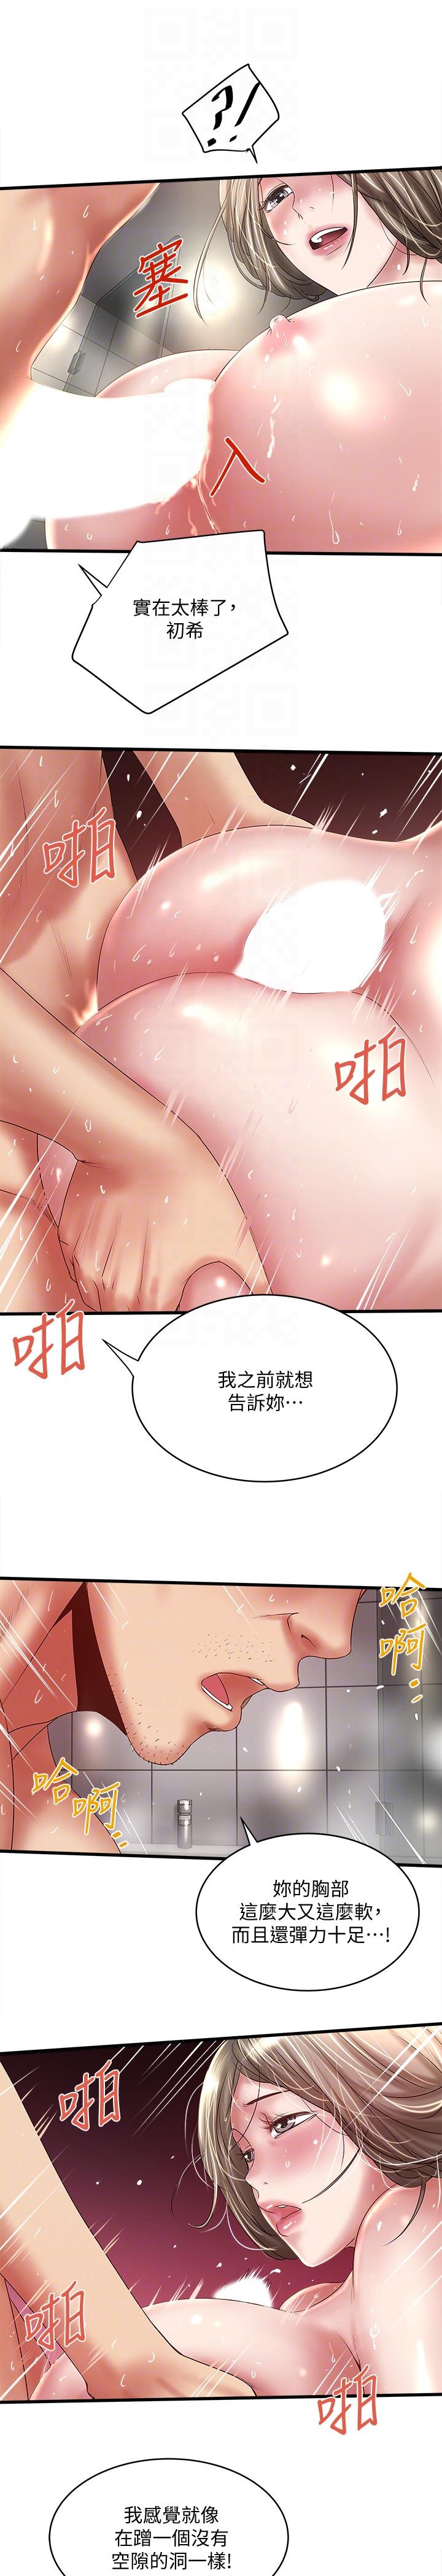 ?!
塞
入
實在太棒了，
初希
啪
啪
啪
我之前就想
告訴妳…
哈
啊
哈
啊
妳的胸部
這麼大又這麼軟，
而且還彈力十足…!
啪
啪
啪
我感覺就像
在蹭一個沒有
空隙的洞一樣!